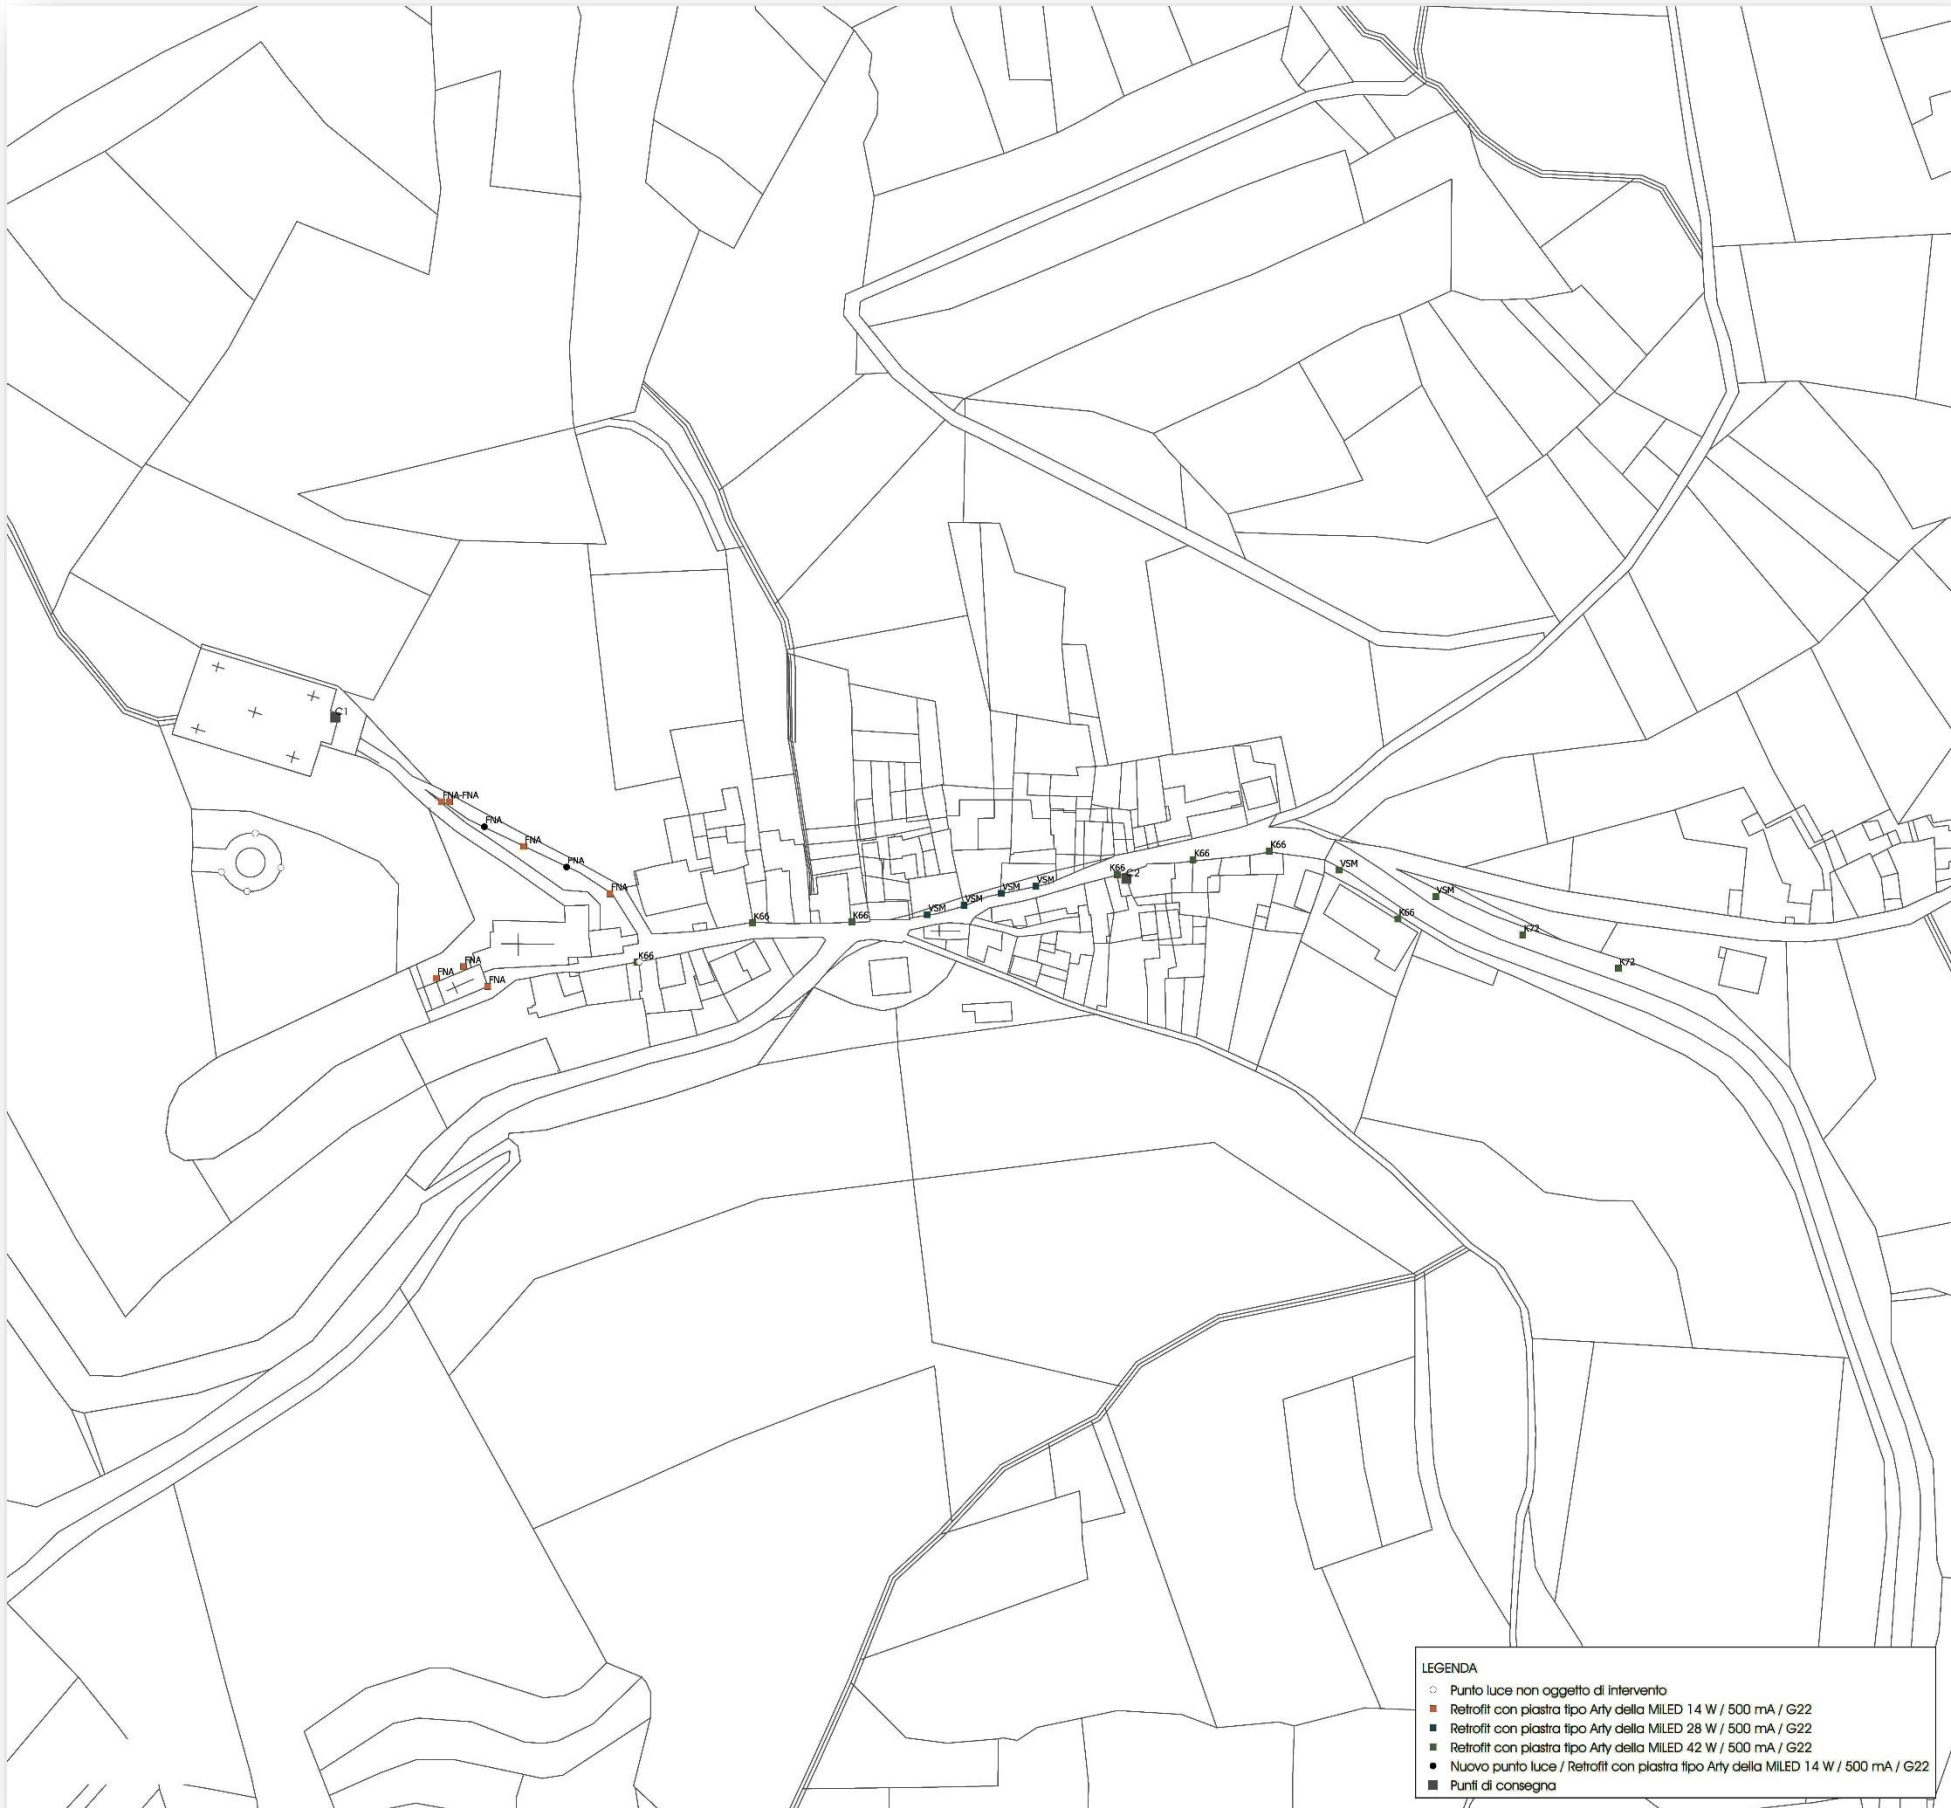 C1
FNA-FNA
FNA
FNA
FNA
FNA
K66
K66
K66
VSM
K66
C2
VSM
VSM
VSM
VSM
VSM
K66
K66
K66
K72
FNA
FNA
K66
K72
FNA
LEGENDA
Punto luce non oggetto di intervento
Retrofit con piastra tipo Arty della MiLED 14 W / 500 mA / G22
Retrofit con piastra tipo Arty della MiLED 28 W / 500 mA / G22
Retrofit con piastra tipo Arty della MiLED 42 W / 500 mA / G22
Nuovo punto luce / Retrofit con piastra tipo Arty della MiLED 14 W / 500 mA / G22
Punti di consegna